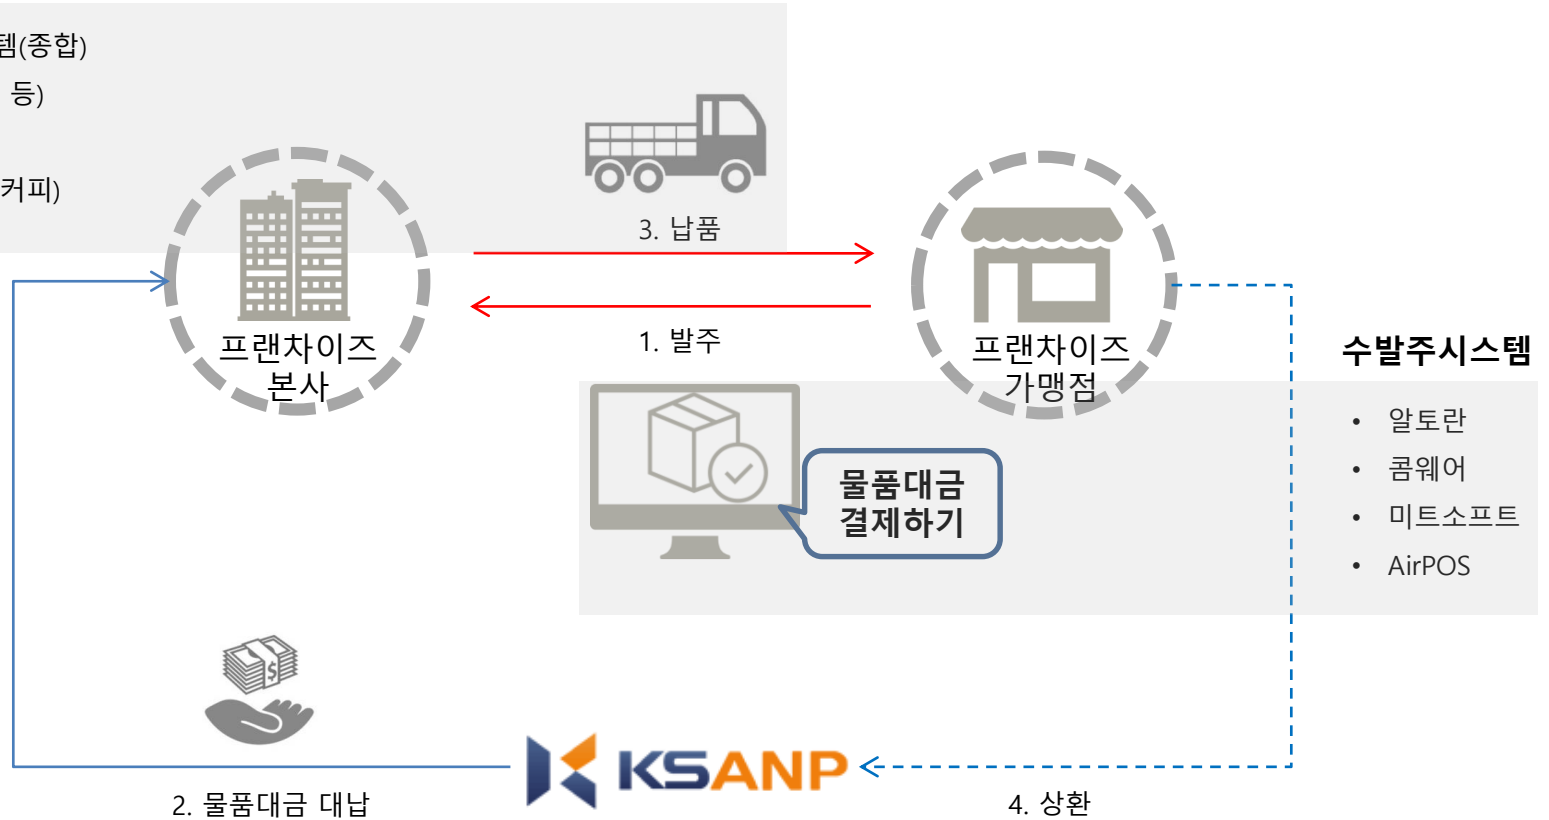 템(종합)
등)
커피)
3. 납품
1. 발주
프랜차이즈
본사
프랜차이즈
가맹점
수발주시스템
• 알토란
• 콤웨어
• 미트소프트
• AirPOS
물품대금
결제하기
$
KSANP
2. 물품대금 대납
4. 상환